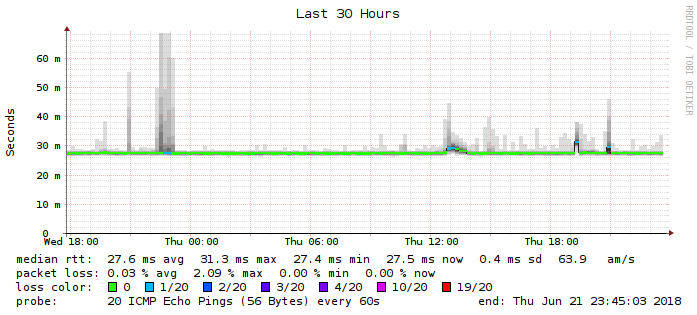 Last 30 Hours
RRDTOOL / TOBI OETIKER
Seconds
60 m
50 m
40 m
30 m
20 m
10 m
0
Wed 18:00 Thu 00:00 Thu 06:00 Thu 12:00 Thu 18:00
median rtt: 27.6 ms avg 31.3 ms max 27.4 ms min 27.5 ms now 0.4 ms sd 63.9 am/s
packet loss: 0.03 % avg 2.09 % max 0.00 % min 0.00 % now
loss color: 0 1/20 2/20 3/20 4/20 10/20 19/20
probe: 20 ICMP Echo Pings (56 Bytes) every 60s end: Thu Jun 21 23:45:03 2018